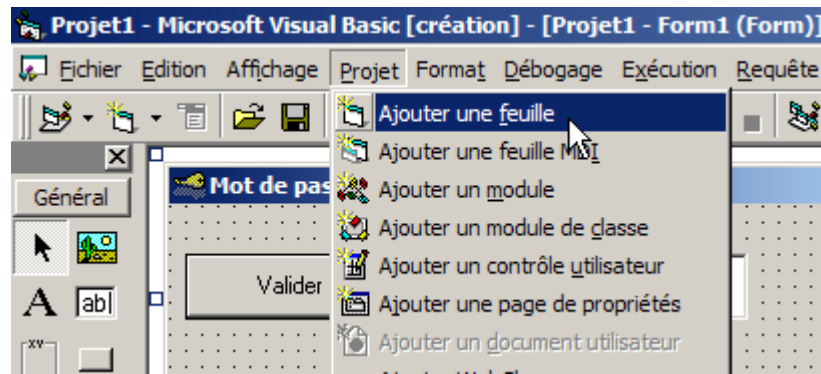 Projet1 - Microsoft Visual Basic [création] - [Projet1 - Form1 (Form)]
Fichier Edition Affichage Projet Format Débogage Exécution Requête
Ajouter une feuille
Ajouter une feuille MDI
Général
Mot de pas
Ajouter un module
Ajouter un module de classe
Valider
Ajouter un contrôle utilisateur
A ab|
Ajouter une page de propriétés
Ajouter un document utilisateur
xv